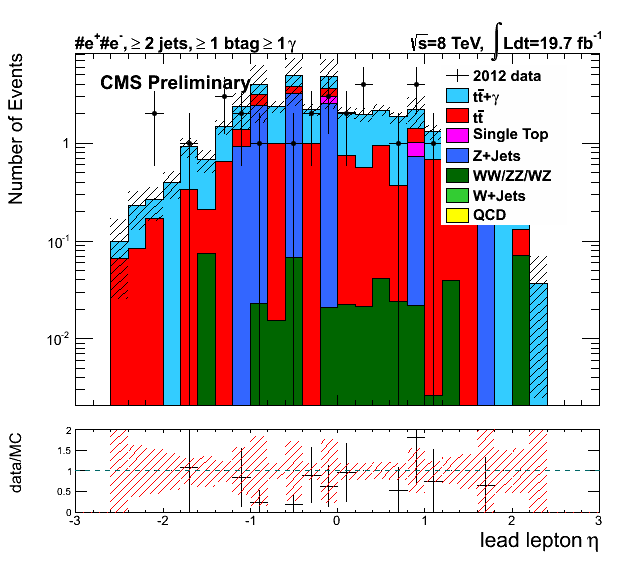 #e⁺#e⁻, ≥ 2 jets, ≥ 1 btag ≥ 1 γ
√s=8 TeV, ∫Ldt=19.7 fb⁻¹
CMS Preliminary
2012 data
tt̄+γ
tt̄
Single Top
Z+Jets
WW/ZZ/WZ
W+Jets
QCD
Number of Events
1
10⁻¹
10⁻²
data/MC
2
1.5
1
0.5
0
-3 -2 -1 0 1 2 3
lead lepton η